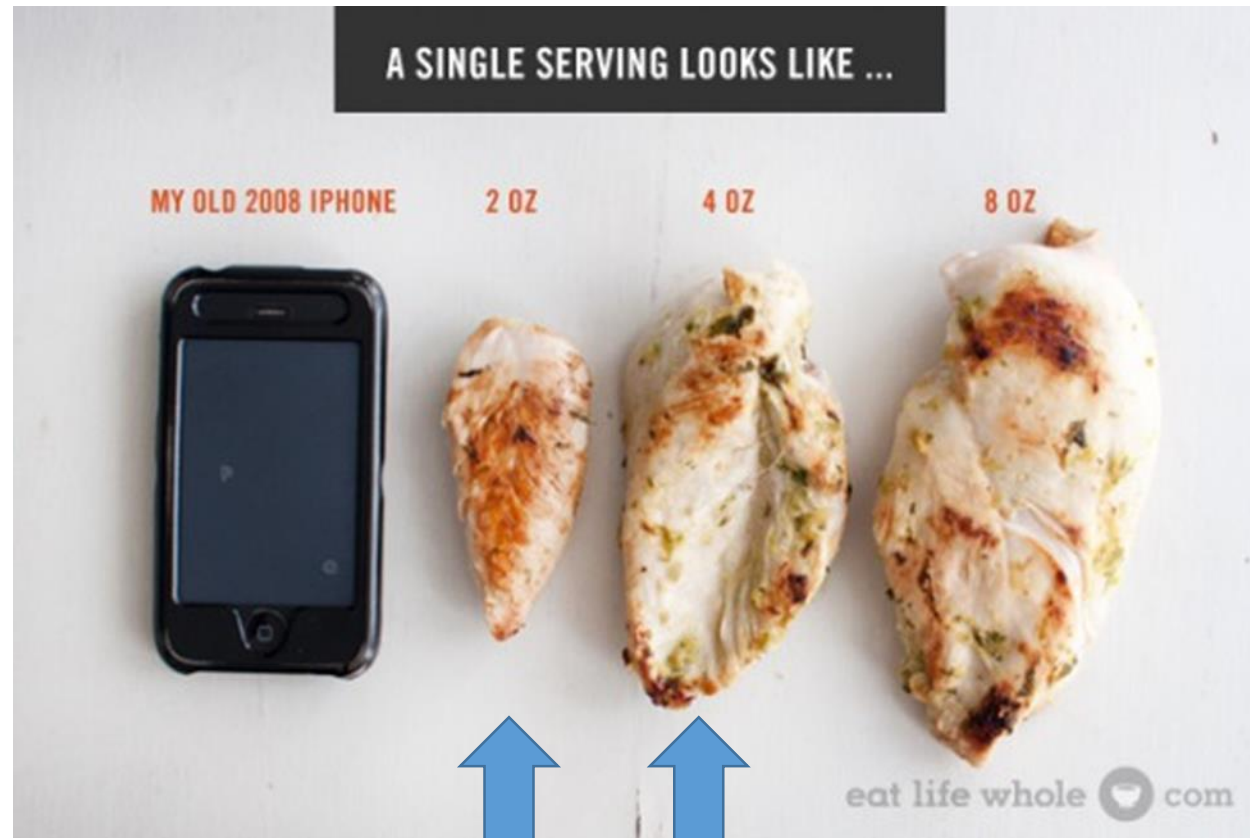 A SINGLE SERVING LOOKS LIKE ...
MY OLD 2008 IPHONE 2 OZ 4 OZ 8 OZ
eat life whole com